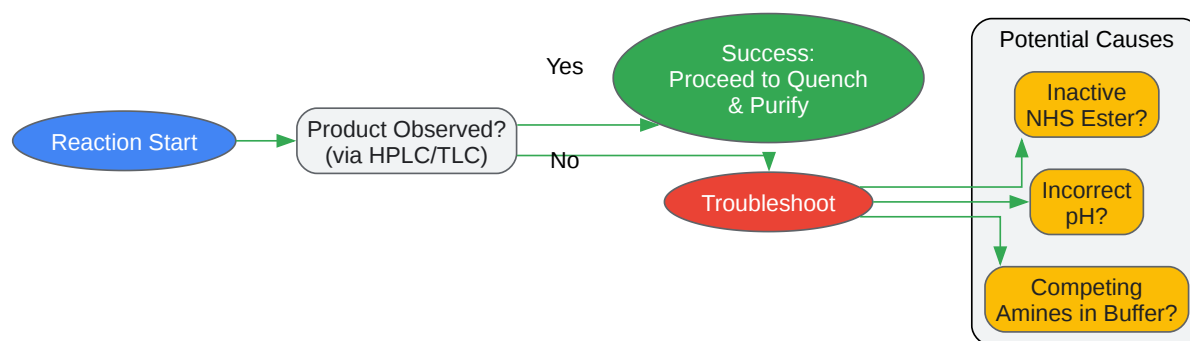 Reaction Start
Product Observed?
(via HPLC/TLC)
Yes
No
Success:
Proceed to Quench
& Purify
Troubleshoot
Potential Causes
Inactive
NHS Ester?
Incorrect
pH?
Competing
Amines in Buffer?